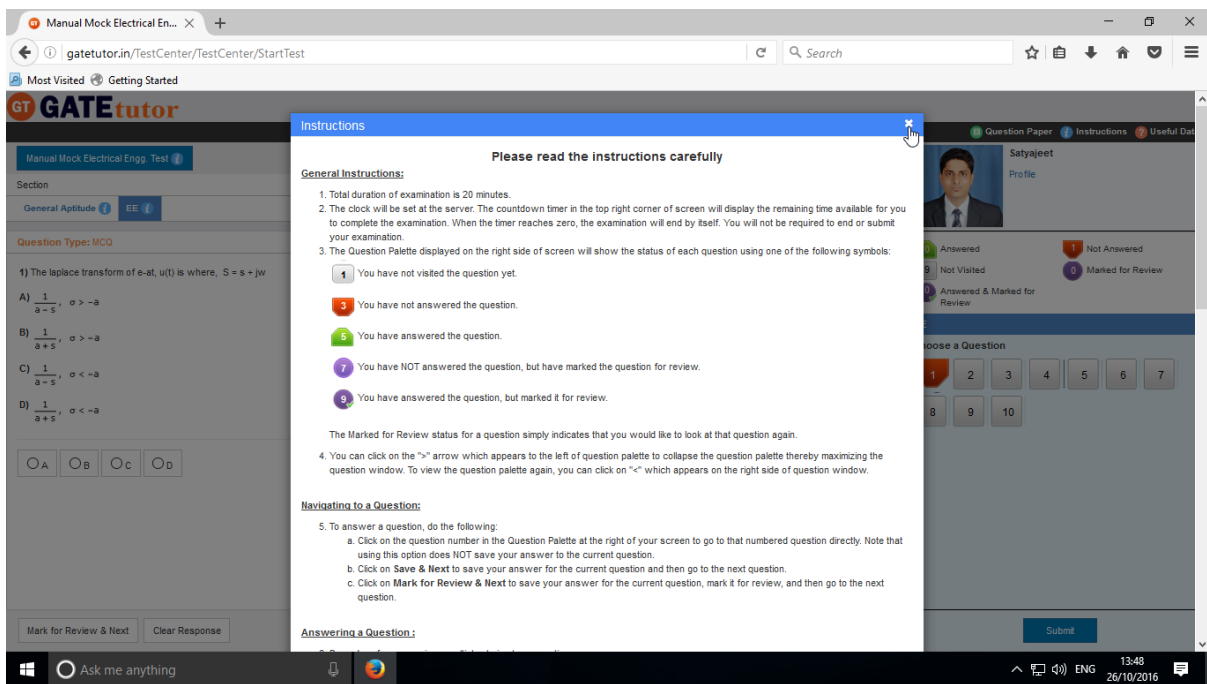 Manual Mock Electrical En...
gatetutor.in/TestCenter/TestCenter/StartTest
Search
Most Visited
Getting Started
GT GATEtutor
Instructions
Question Paper
Instructions
Useful Dat
Manual Mock Electrical Engg. Test
Section
General Aptitude
EE
Question Type: MCQ
1) The laplace transform of e-at, u(t) is where, S = s + jw
A) 1/(a – s), σ > –a
B) 1/(a + s), σ > –a
C) 1/(a – s), σ < –a
D) 1/(a + s), σ < –a
A
B
C
D
Mark for Review & Next
Clear Response
Please read the instructions carefully
General Instructions:
1. Total duration of examination is 20 minutes.
2. The clock will be set at the server. The countdown timer in the top right corner of screen will display the remaining time available for you
to complete the examination. When the timer reaches zero, the examination will end by itself. You will not be required to end or submit
your examination.
3. The Question Palette displayed on the right side of screen will show the status of each question using one of the following symbols:
1 You have not visited the question yet.
3 You have not answered the question.
5 You have answered the question.
7 You have NOT answered the question, but have marked the question for review.
9 You have answered the question, but marked it for review.
The Marked for Review status for a question simply indicates that you would like to look at that question again.
4. You can click on the ">" arrow which appears to the left of question palette to collapse the question palette thereby maximizing the
question window. To view the question palette again, you can click on "<" which appears on the right side of question window.
Navigating to a Question:
5. To answer a question, do the following:
a. Click on the question number in the Question Palette at the right of your screen to go to that numbered question directly. Note that
using this option does NOT save your answer to the current question.
b. Click on Save & Next to save your answer for the current question and then go to the next question.
c. Click on Mark for Review & Next to save your answer for the current question, mark it for review, and then go to the next
question.
Answering a Question :
Satyajeet
Profile
0 Answered
1 Not Answered
9 Not Visited
0 Marked for Review
0 Answered & Marked for
Review
oose a Question
1 2 3 4 5 6 7
8 9 10
Submit
Ask me anything
ENG
13:48
26/10/2016